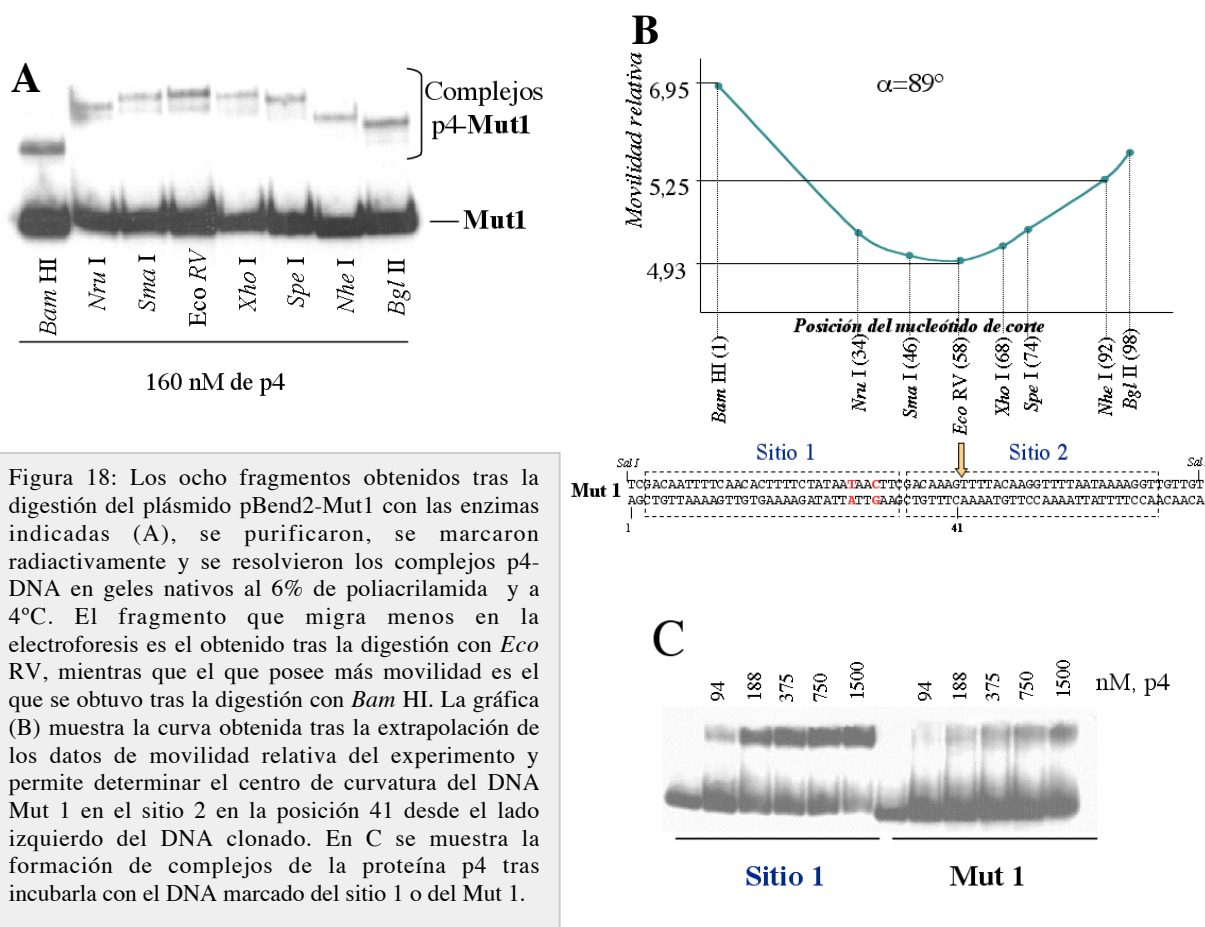 A
Complejos
p4-Mut1
Mut1
Bam HI
Nru I
Sma I
Eco RV
Xho I
Spe I
Nhe I
Bgl II
160 nM de p4
B
Movilidad relativa
α=89°
6,95
5,25
4,93
Posición del nucleótido de corte
Bam HI (1)
Nru I (34)
Sma I (46)
Eco RV (58)
Xho I (68)
Spe I (74)
Nhe I (92)
Bgl II (98)
Sitio 1
Sitio 2
Sal I
Sal
Mut 1
TCGACAATTTTCAACACTTTTCTATAATAACTTCGACAAAGTTTTACAAGGTTTTAATAAAAGGTTGTTGT
AGCTGTTAAAAGTTGTGAAAAGATATTATTGAAGCTGTTTCAAAATGTTCCAAAATTATTTTCCAACAACA
1
41
Figura 18: Los ocho fragmentos obtenidos tras la
digestión del plásmido pBend2-Mut1 con las enzimas
indicadas (A), se purificaron, se marcaron
radiactivamente y se resolvieron los complejos p4-
DNA en geles nativos al 6% de poliacrilamida y a
4ºC. El fragmento que migra menos en la
electroforesis es el obtenido tras la digestión con Eco
RV, mientras que el que posee más movilidad es el
que se obtuvo tras la digestión con Bam HI. La gráfica
(B) muestra la curva obtenida tras la extrapolación de
los datos de movilidad relativa del experimento y
permite determinar el centro de curvatura del DNA
Mut 1 en el sitio 2 en la posición 41 desde el lado
izquierdo del DNA clonado. En C se muestra la
formación de complejos de la proteína p4 tras
incubarla con el DNA marcado del sitio 1 o del Mut 1.
C
94 188 375 750 1500 94 188 375 750 1500 nM, p4
Sitio 1
Mut 1